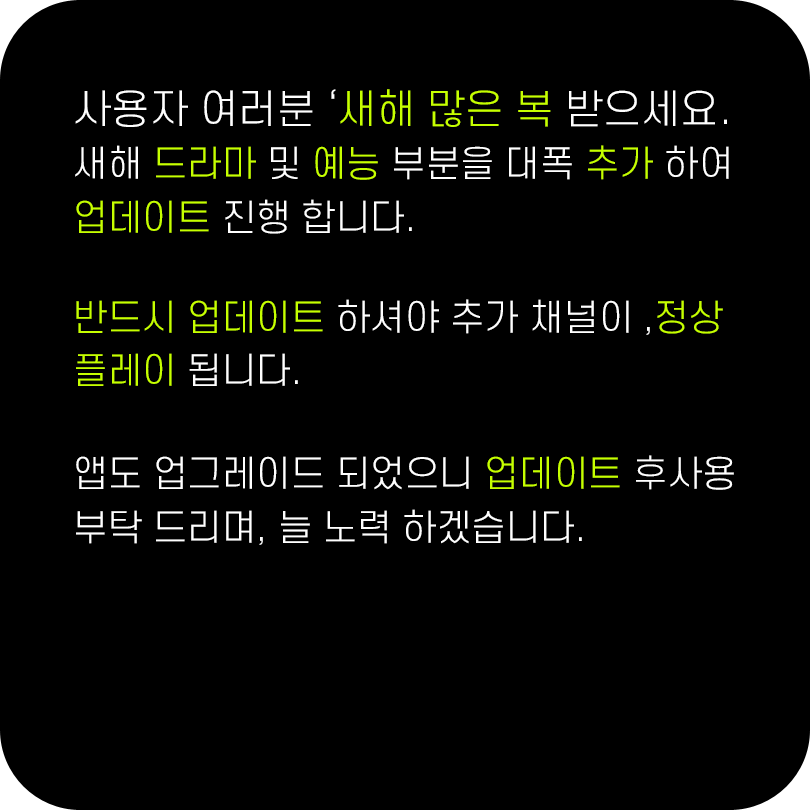 사용자 여러분 ‘새해 많은 복 받으세요.
새해 드라마 및 예능 부분을 대폭 추가 하여
업데이트 진행 합니다.
반드시 업데이트 하셔야 추가 채널이 ,정상
플레이 됩니다.
앱도 업그레이드 되었으니 업데이트 후사용
부탁 드리며, 늘 노력 하겠습니다.